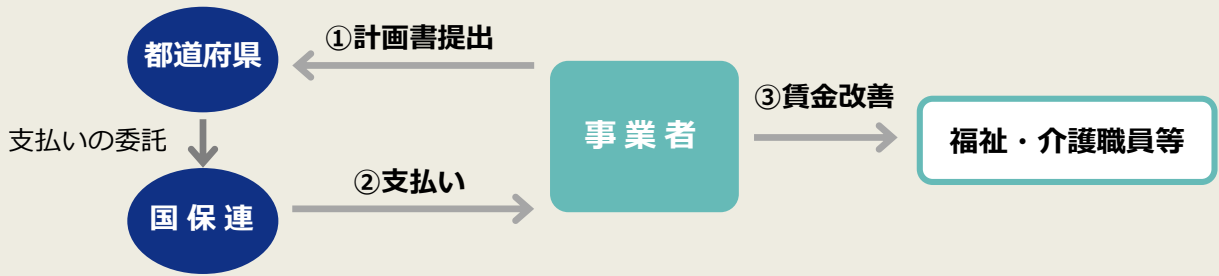 都道府県
①計画書提出
事業者
③賃金改善
福祉・介護職員等
支払いの委託
②支払い
国保連